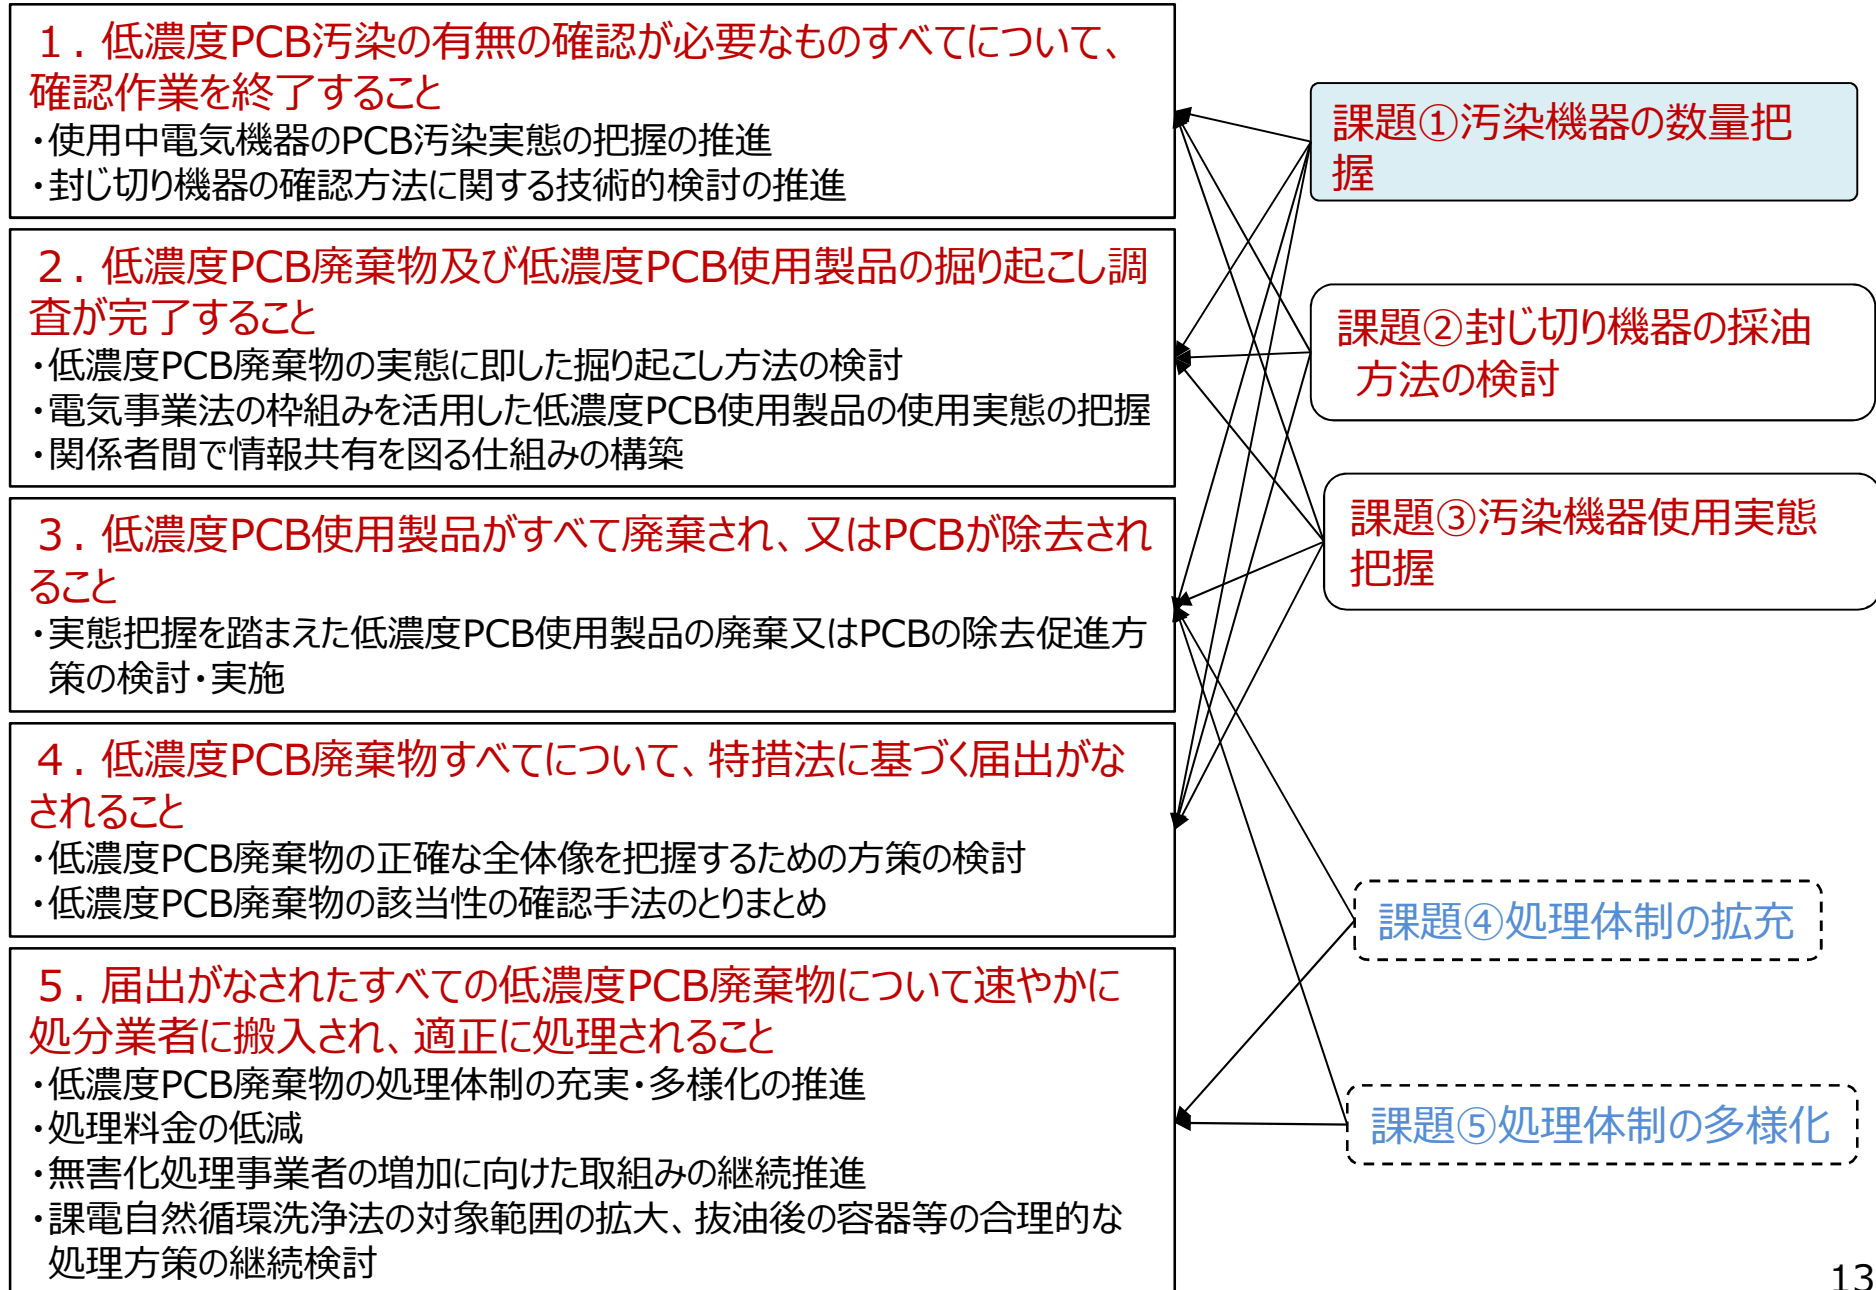 １．低濃度PCB汚染の有無の確認が必要なものすべてについて、
確認作業を終了すること
・使用中電気機器のPCB汚染実態の把握の推進
・封じ切り機器の確認方法に関する技術的検討の推進
２．低濃度PCB廃棄物及び低濃度PCB使用製品の掘り起こし調
査が完了すること
・低濃度PCB廃棄物の実態に即した掘り起こし方法の検討
・電気事業法の枠組みを活用した低濃度PCB使用製品の使用実態の把握
・関係者間で情報共有を図る仕組みの構築
３．低濃度PCB使用製品がすべて廃棄され、又はPCBが除去され
ること
・実態把握を踏まえた低濃度PCB使用製品の廃棄又はPCBの除去促進方
策の検討・実施
４．低濃度PCB廃棄物すべてについて、特措法に基づく届出がな
されること
・低濃度PCB廃棄物の正確な全体像を把握するための方策の検討
・低濃度PCB廃棄物の該当性の確認手法のとりまとめ
５．届出がなされたすべての低濃度PCB廃棄物について速やかに
処分業者に搬入され、適正に処理されること
・低濃度PCB廃棄物の処理体制の充実・多様化の推進
・処理料金の低減
・無害化処理事業者の増加に向けた取組みの継続推進
・課電自然循環洗浄法の対象範囲の拡大、抜油後の容器等の合理的な
処理方策の継続検討
課題①汚染機器の数量把
握
課題②封じ切り機器の採油
方法の検討
課題③汚染機器使用実態
把握
課題④処理体制の拡充
課題⑤処理体制の多様化
13